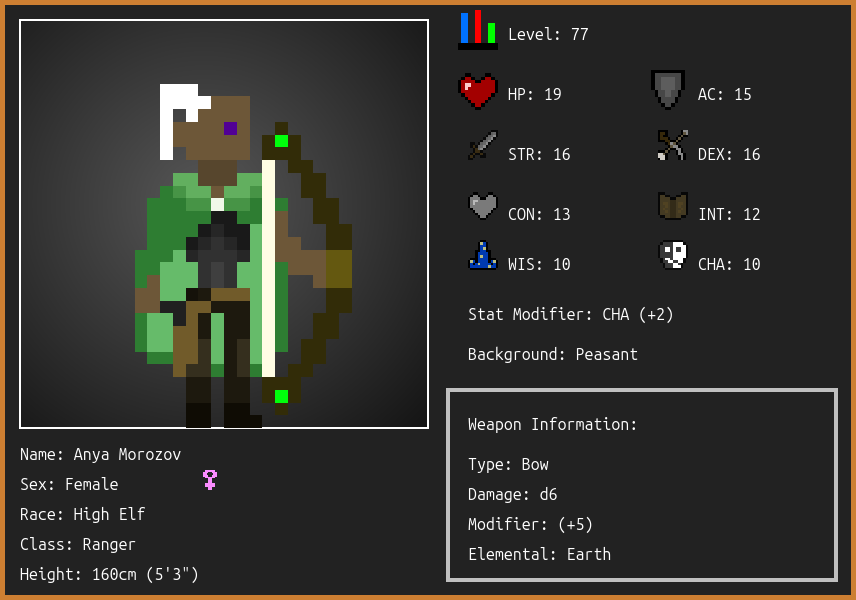 Level: 77
HP: 19
AC: 15
STR: 16
DEX: 16
CON: 13
INT: 12
WIS: 10
CHA: 10
Stat Modifier: CHA (+2)
Background: Peasant
Weapon Information:
Type: Bow
Damage: d6
Modifier: (+5)
Elemental: Earth
Name: Anya Morozov
Sex: Female
Race: High Elf
Class: Ranger
Height: 160cm (5'3")